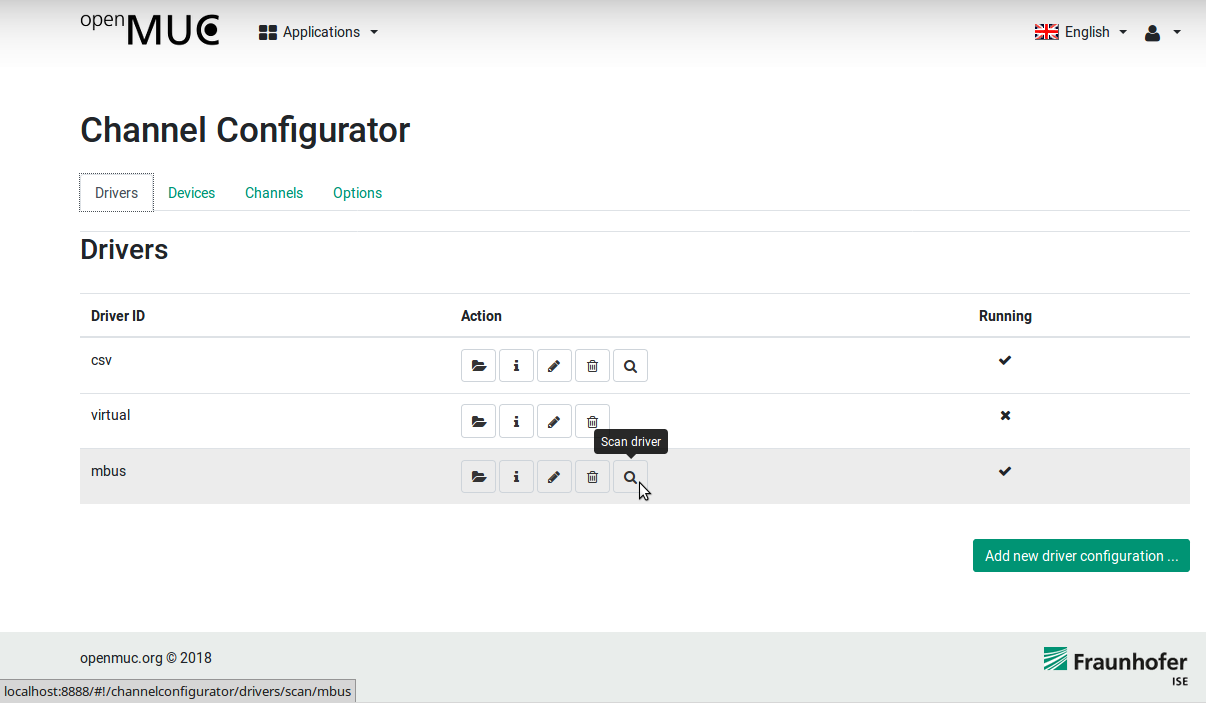 openMUC
Applications
English
Channel Configurator
Drivers Devices Channels Options
Drivers
Driver ID Action Running
csv
virtual
Scan driver
mbus
Add new driver configuration ...
openmuc.org © 2018
Fraunhofer
ISE
localhost:8888/#!/channelconfigurator/drivers/scan/mbus